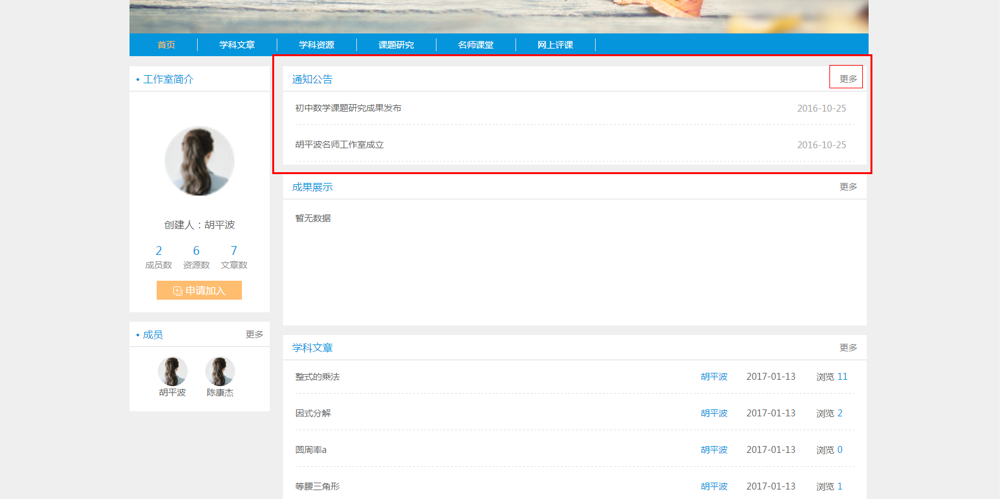 首页 学科文章 学科资源 课题研究 名师课堂 网上评课
• 工作室简介
创建人：胡平波
2 6 7
成员数 资源数 文章数
申请加入
• 成员 更多
胡平波 陈康杰
通知公告 更多
初中数学课题研究成果发布 2016-10-25
胡平波名师工作室成立 2016-10-25
成果展示 更多
暂无数据
学科文章 更多
整式的乘法 胡平波 2017-01-13 浏览 11
因式分解 胡平波 2017-01-13 浏览 2
圆周率a 胡平波 2017-01-13 浏览 0
等腰三角形 胡平波 2017-01-13 浏览 1